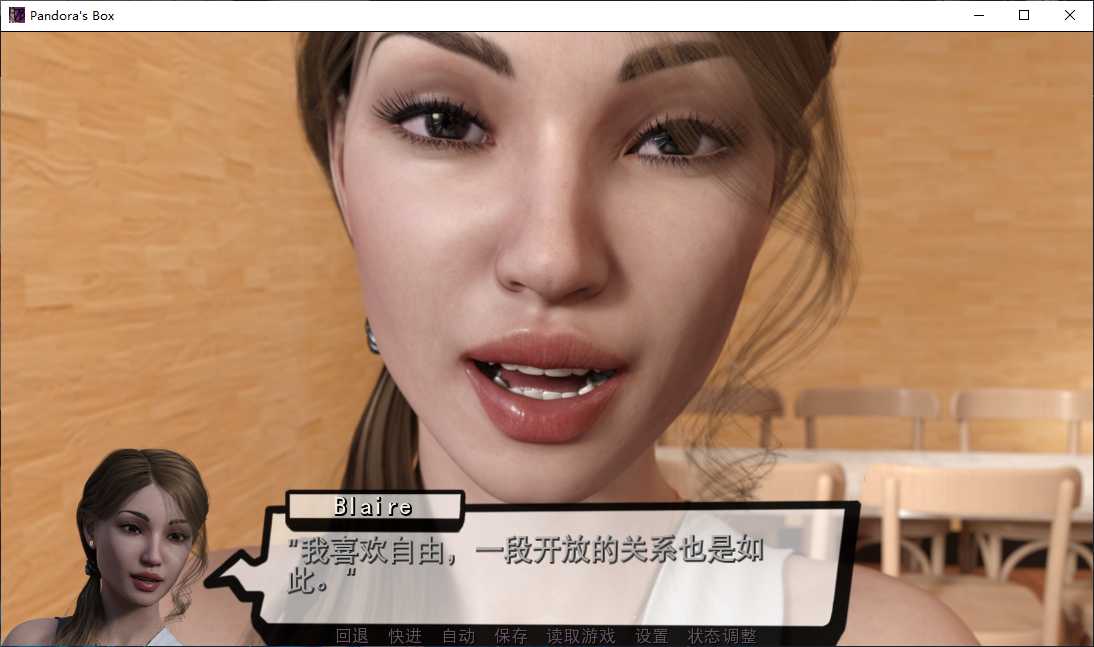 Pandora's Box
Blaire
"我喜欢自由，一段开放的关系也是如
此。"
回退 快进 自动 保存 读取游戏 设置 状态调整